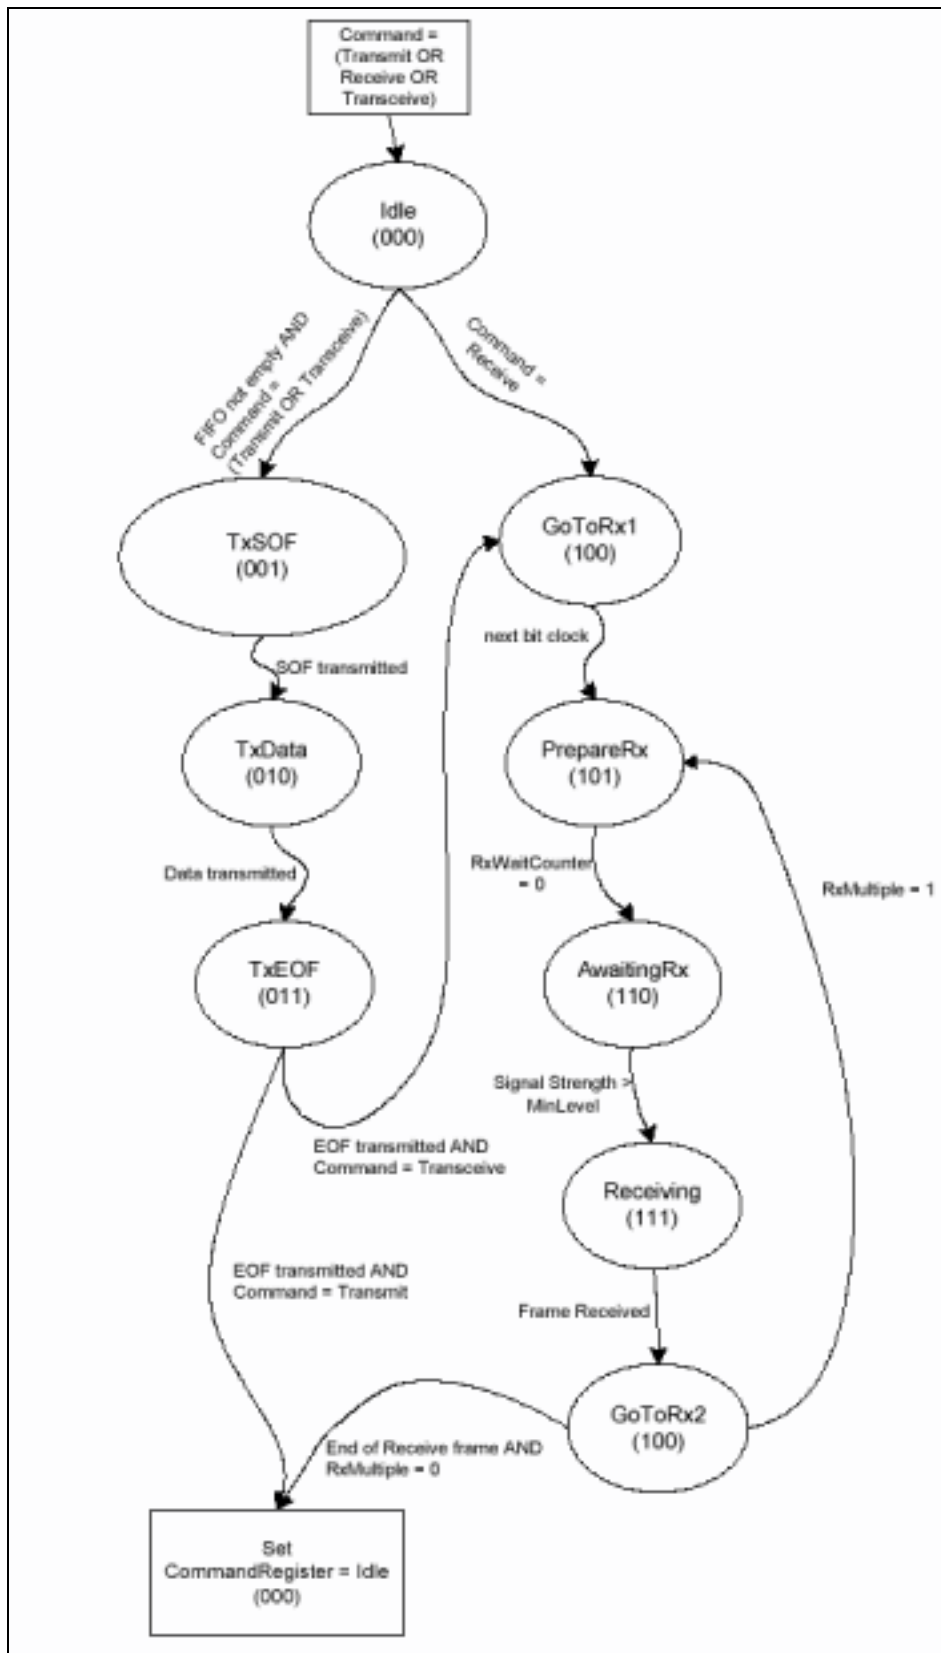 Command =
(Transmit OR
Receive OR
Transceive)
Idle
(000)
FIFO not empty AND
Command =
(Transmit OR Transceive)
Command =
Receive
TxSOF
(001)
GoToRx1
(100)
next bit clock
SOF transmitted
TxData
(010)
PrepareRx
(101)
Data transmitted
RxWaitCounter
= 0
RxMultiple = 1
TxEOF
(011)
AwaitingRx
(110)
Signal Strength >
MinLevel
EOF transmitted AND
Command = Transceive
Receiving
(111)
EOF transmitted AND
Command = Transmit
Frame Received
GoToRx2
(100)
End of Receive frame AND
RxMultiple = 0
Set
CommandRegister = Idle
(000)